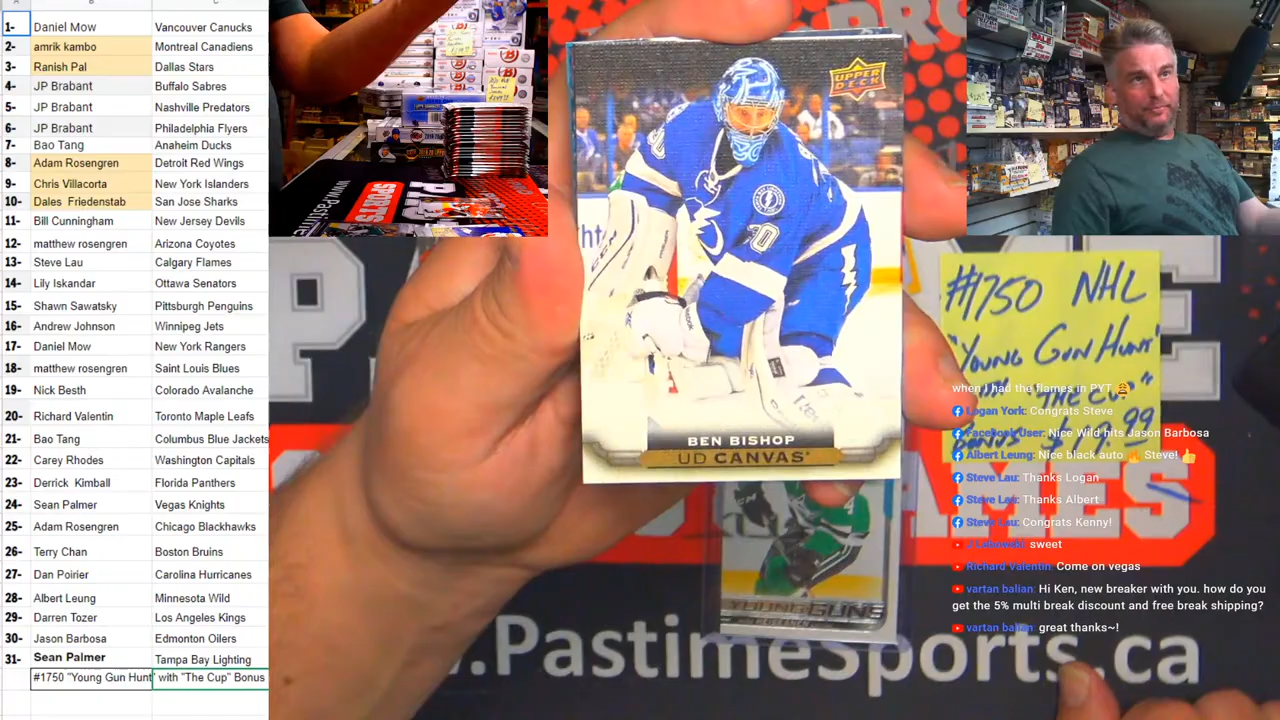 1- Daniel Mow Vancouver Canucks
2- amrik kambo Montreal Canadiens
3- Ranish Pal Dallas Stars
4- JP Brabant Buffalo Sabres
5- JP Brabant Nashville Predators
6- JP Brabant Philadelphia Flyers
7- Bao Tang Anaheim Ducks
8- Adam Rosengren Detroit Red Wings
9- Chris Villacorta New York Islanders
10- Dales Friedenstab San Jose Sharks
11- Bill Cunningham New Jersey Devils
12- matthew rosengren Arizona Coyotes
13- Steve Lau Calgary Flames
14- Lily Iskandar Ottawa Senators
15- Shawn Sawatsky Pittsburgh Penguins
16- Andrew Johnson Winnipeg Jets
17- Daniel Mow New York Rangers
18- matthew rosengren Saint Louis Blues
19- Nick Besth Colorado Avalanche
20- Richard Valentin Toronto Maple Leafs
21- Bao Tang Columbus Blue Jackets
22- Carey Rhodes Washington Capitals
23- Derrick Kimball Florida Panthers
24- Sean Palmer Vegas Knights
25- Adam Rosengren Chicago Blackhawks
26- Terry Chan Boston Bruins
27- Dan Poirier Carolina Hurricanes
28- Albert Leung Minnesota Wild
29- Darren Tozer Los Angeles Kings
30- Jason Barbosa Edmonton Oilers
31- Sean Palmer Tampa Bay Lighting
#1750 "Young Gun Hunt" with "The Cup" Bonus
UPPER DECK
30
BEN BISHOP
UD CANVAS
YOUNG GUNS
.PastimeSports.ca
#1750 NHL
"Young Gun Hunt"
"THE CUP"
$19.99
when I had the flames in PYT 😩
Logan York: Congrats Steve
Facebook User: Nice Wild hits Jason Barbosa
Albert Leung: Nice black auto 🔥 Steve! 👍
Steve Lau: Thanks Logan
Steve Lau: Thanks Albert
Steve Lau: Congrats Kenny!
sweet
Richard Valentin: Come on vegas
vartan balian: Hi Ken, new breaker with you. how do you
get the 5% multi break discount and free break shipping?
vartan balian: great thanks~!